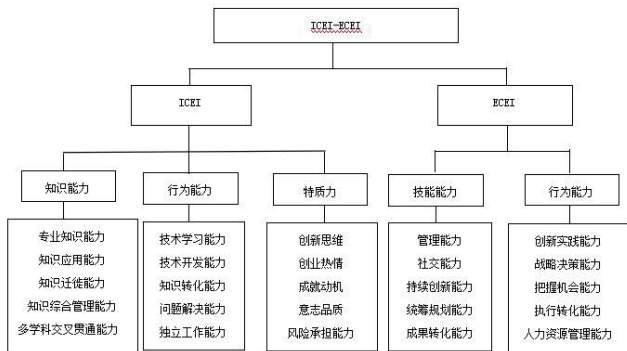 ICEI-ECEI
ICEI
ECEI
知识能力
行为能力
特质力
技能能力
行为能力
专业知识能力
知识应用能力
知识迁徙能力
知识综合管理能力
多学科交叉贯通能力
技术学习能力
技术开发能力
知识转化能力
问题解决能力
独立工作能力
创新思维
创业热情
成就动机
意志品质
风险承担能力
管理能力
社交能力
持续创新能力
统筹规划能力
成果转化能力
创新实践能力
战略决策能力
把握机会能力
执行转化能力
人力资源管理能力